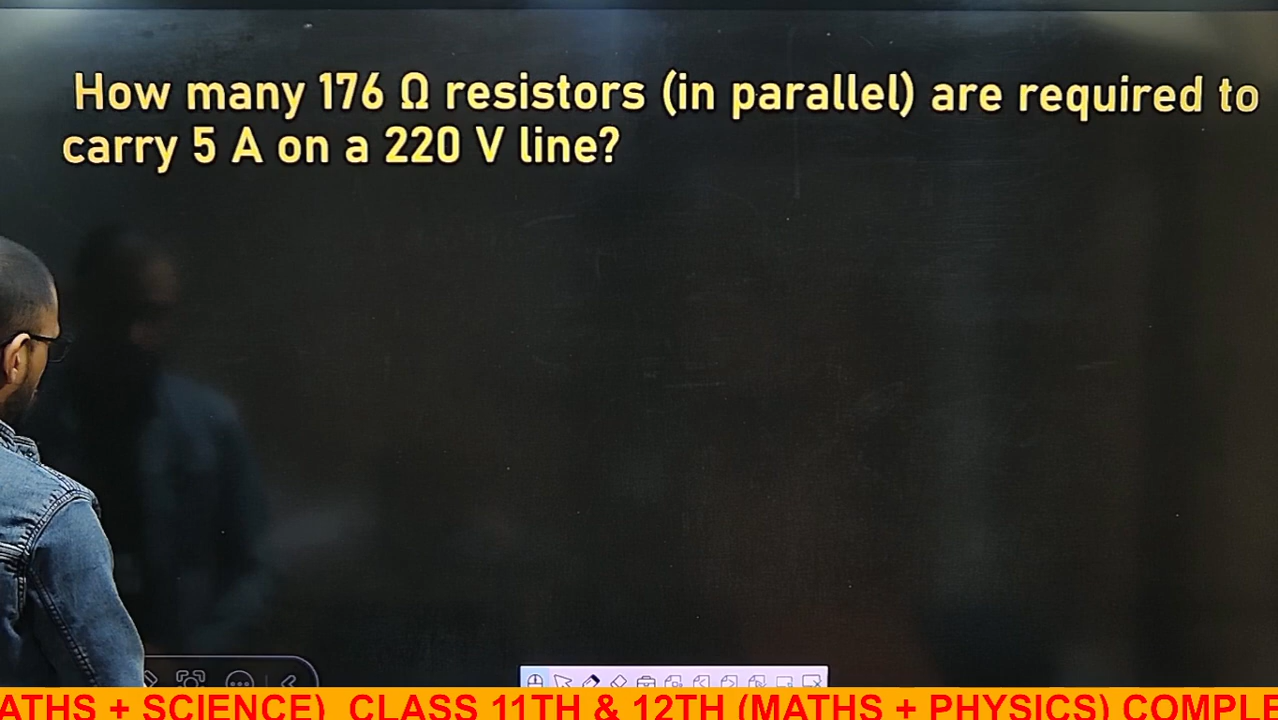 How many 176 Ω resistors (in parallel) are required to
carry 5 A on a 220 V line?
ATHS + SCIENCE) CLASS 11TH & 12TH (MATHS + PHYSICS) COMPLE